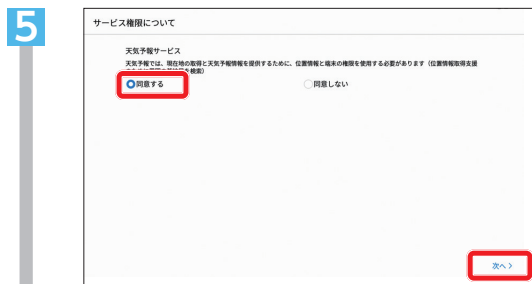 5
サービス権限について
天気予報サービス
天気予報では、現在地の取得と天気予報情報を提供するために、位置情報と端末の権限を使用する必要があります(位置情報取得支援
を検索)
同意する
同意しない
次へ >